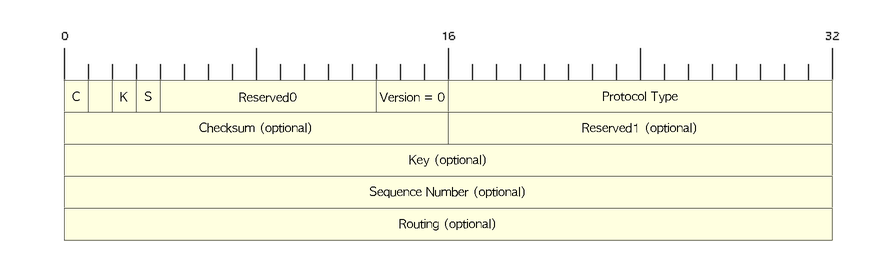 0 16 32
C K S Reserved0 Version = 0 Protocol Type
Checksum (optional) Reserved1 (optional)
Key (optional)
Sequence Number (optional)
Routing (optional)